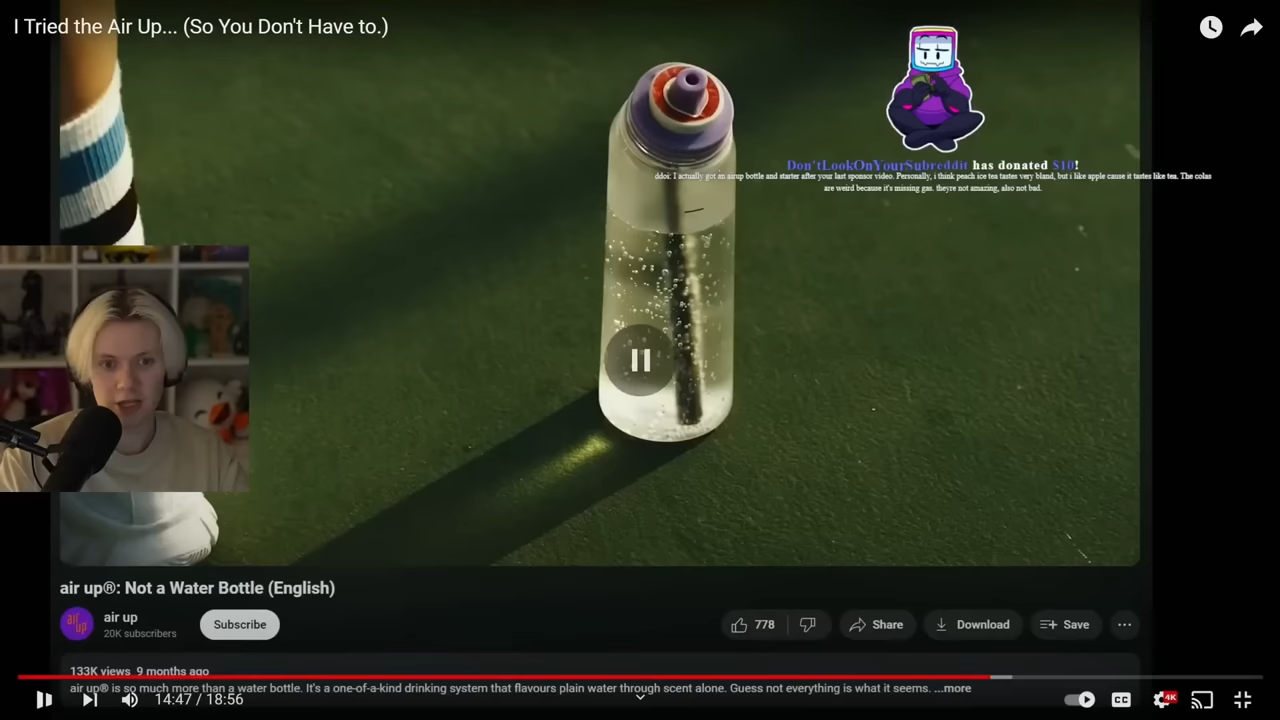 I Tried the Air Up... (So You Don't Have to.)
Don'tLookOnYourSubreddit has donated $10!
ddoi: I actually got an airup bottle and starter after your last sponsor video. Personally, i think peach ice tea tastes very bland, but i like apple cause it tastes like tea. The colas
are weird because it's missing gas. theyre not amazing, also not bad.
air up®: Not a Water Bottle (English)
air up
air up
20K subscribers
Subscribe
778
Share
Download
Save
133K views 9 months ago
air up® is so much more than a water bottle. It's a one-of-a-kind drinking system that flavours plain water through scent alone. Guess not everything is what it seems. ...more
14:47 / 18:56
CC
4K